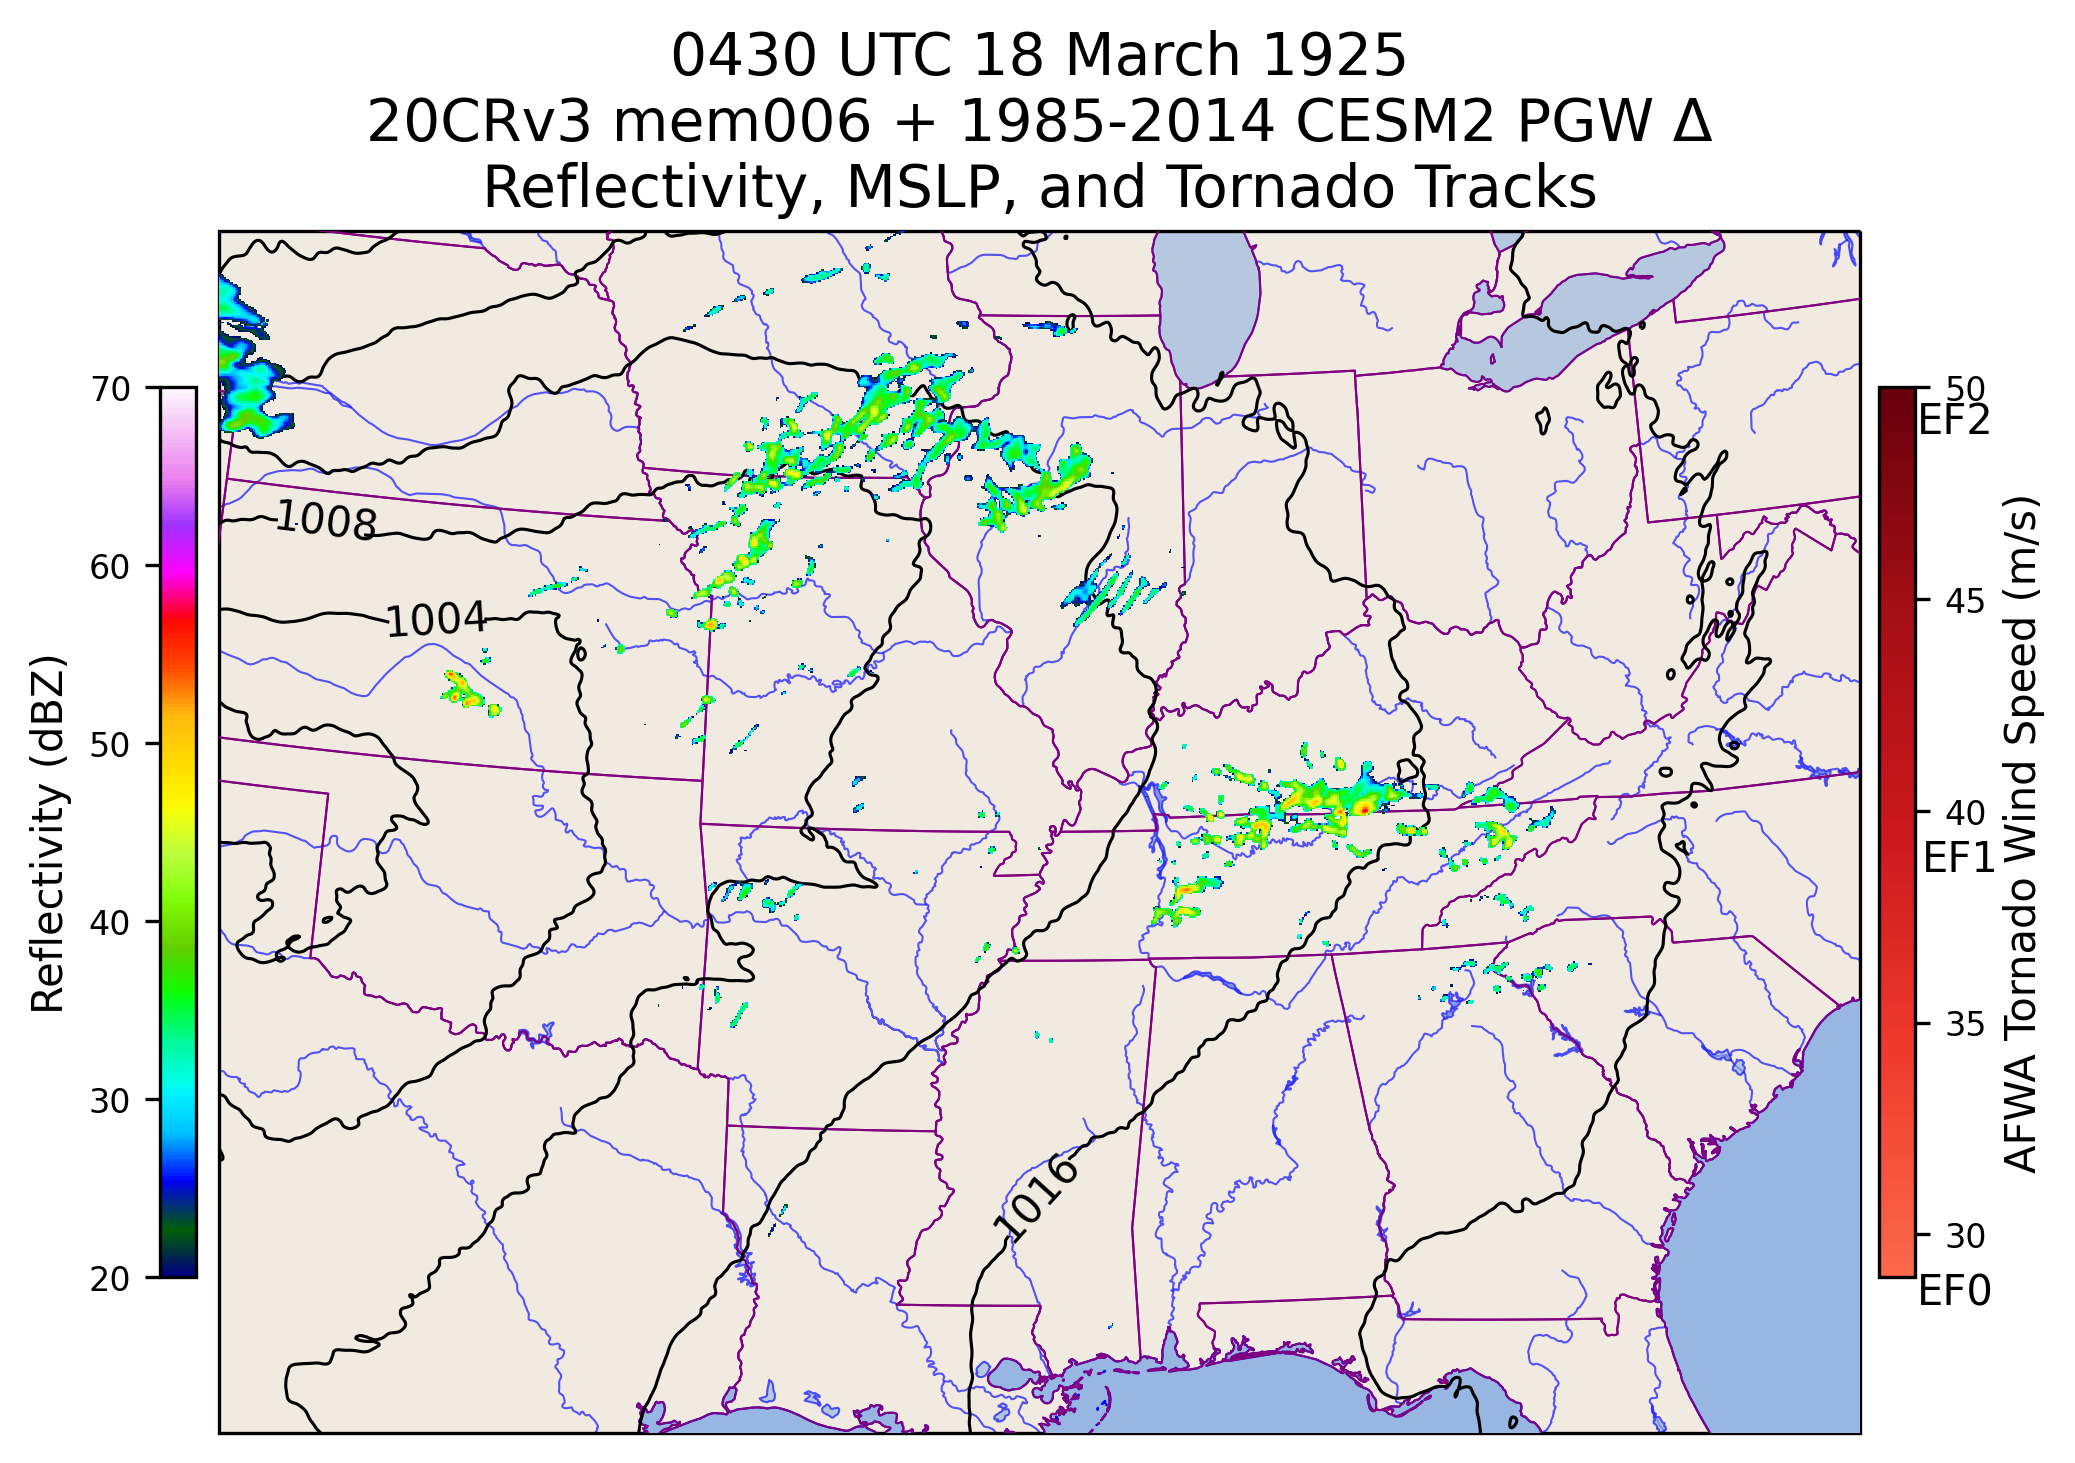 0430 UTC 18 March 1925
20CRv3 mem006 + 1985-2014 CESM2 PGW Δ
Reflectivity, MSLP, and Tornado Tracks
70
60
50
40
30
20
Reflectivity (dBZ)
1008
1004
1016
50
EF2
45
40
EF1
35
30
EF0
AFWA Tornado Wind Speed (m/s)